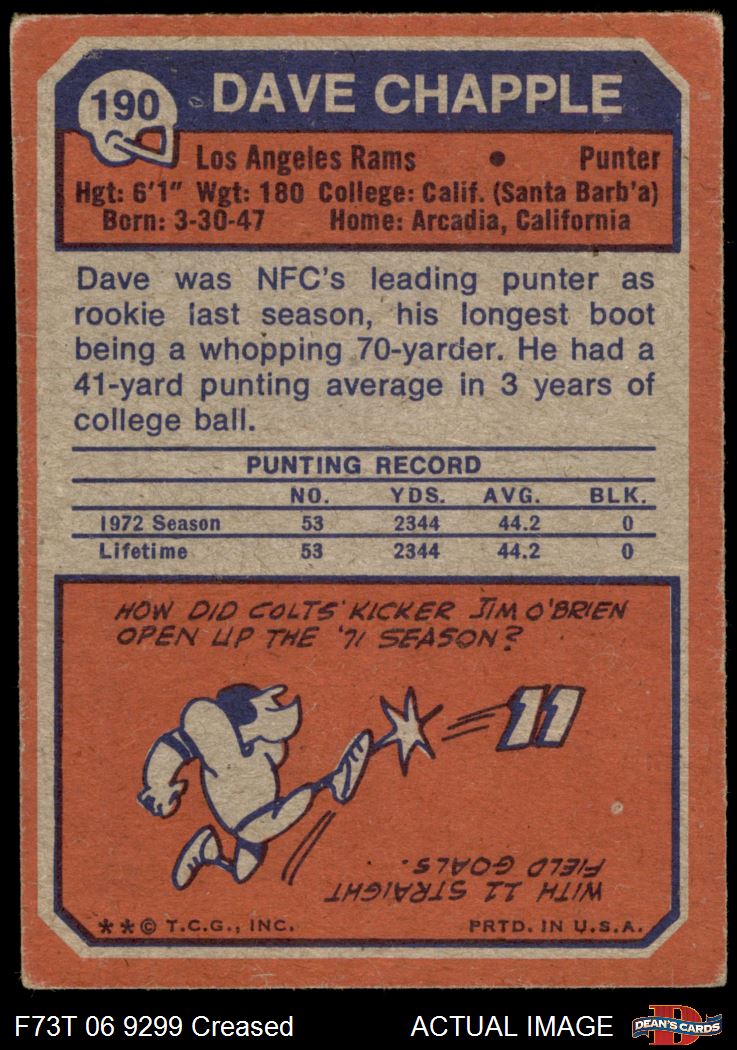 190
DAVE CHAPPLE
Los Angeles Rams • Punter
Hgt: 6'1" Wgt: 180 College: Calif. (Santa Barb'a)
Born: 3-30-47 Home: Arcadia, California
Dave was NFC's leading punter as
rookie last season, his longest boot
being a whopping 70-yarder. He had a
41-yard punting average in 3 years of
college ball.
PUNTING RECORD
NO. YDS. AVG. BLK.
1972 Season 53 2344 44.2 0
Lifetime 53 2344 44.2 0
HOW DID COLTS' KICKER JIM O'BRIEN
OPEN UP THE '71 SEASON?
11
WITH 11 STRAIGHT
FIELD GOALS.
**© T.C.G., INC. PRTD. IN U.S.A.
F73T 06 9299 Creased ACTUAL IMAGE
D
DEAN'S CARDS